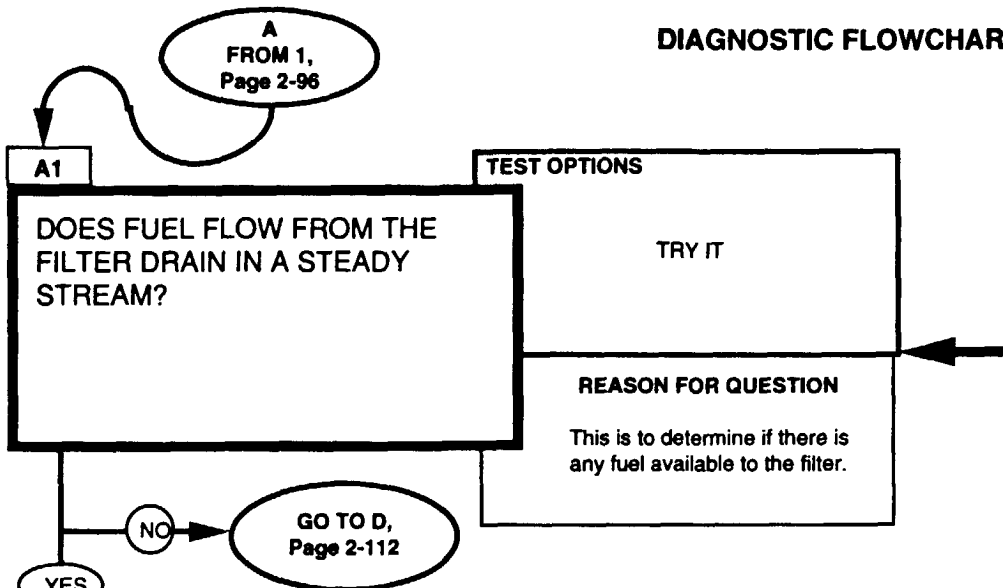 A
FROM 1,
Page 2-96
DIAGNOSTIC FLOWCHAR
A1
TEST OPTIONS
DOES FUEL FLOW FROM THE
FILTER DRAIN IN A STEADY
STREAM?
TRY IT
REASON FOR QUESTION
This is to determine if there is
any fuel available to the filter.
NO
GO TO D,
Page 2-112
YES